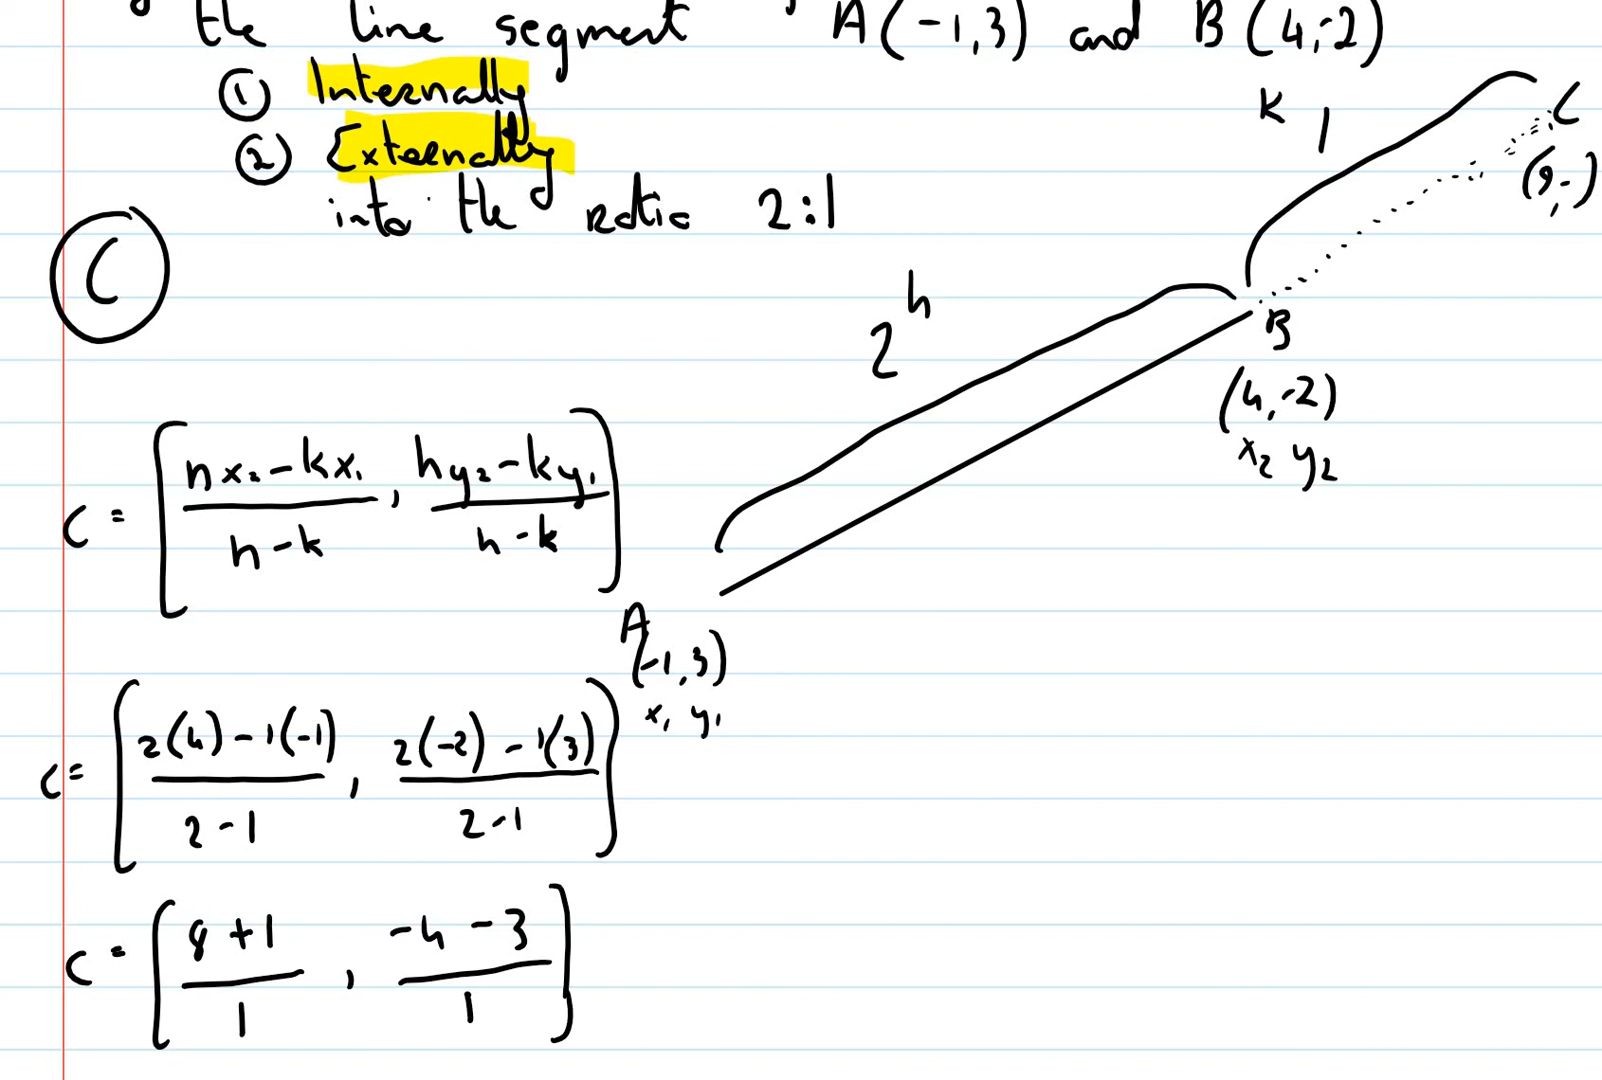 the line segment A(-1,3) and B(4,-2)
① Internally
② Externally
into the ratio 2:1
C
K 1
C
(9,-)
2 h
B
(4,-2)
x₂ y₂
C = [hx₂-kx₁/h-k, hy₂-ky₁/h-k]
A
(-1,3)
x₁ y₁
C = [2(4)-1(-1)/2-1, 2(-2)-1(3)/2-1]
C = [8+1/1, -4-3/1]